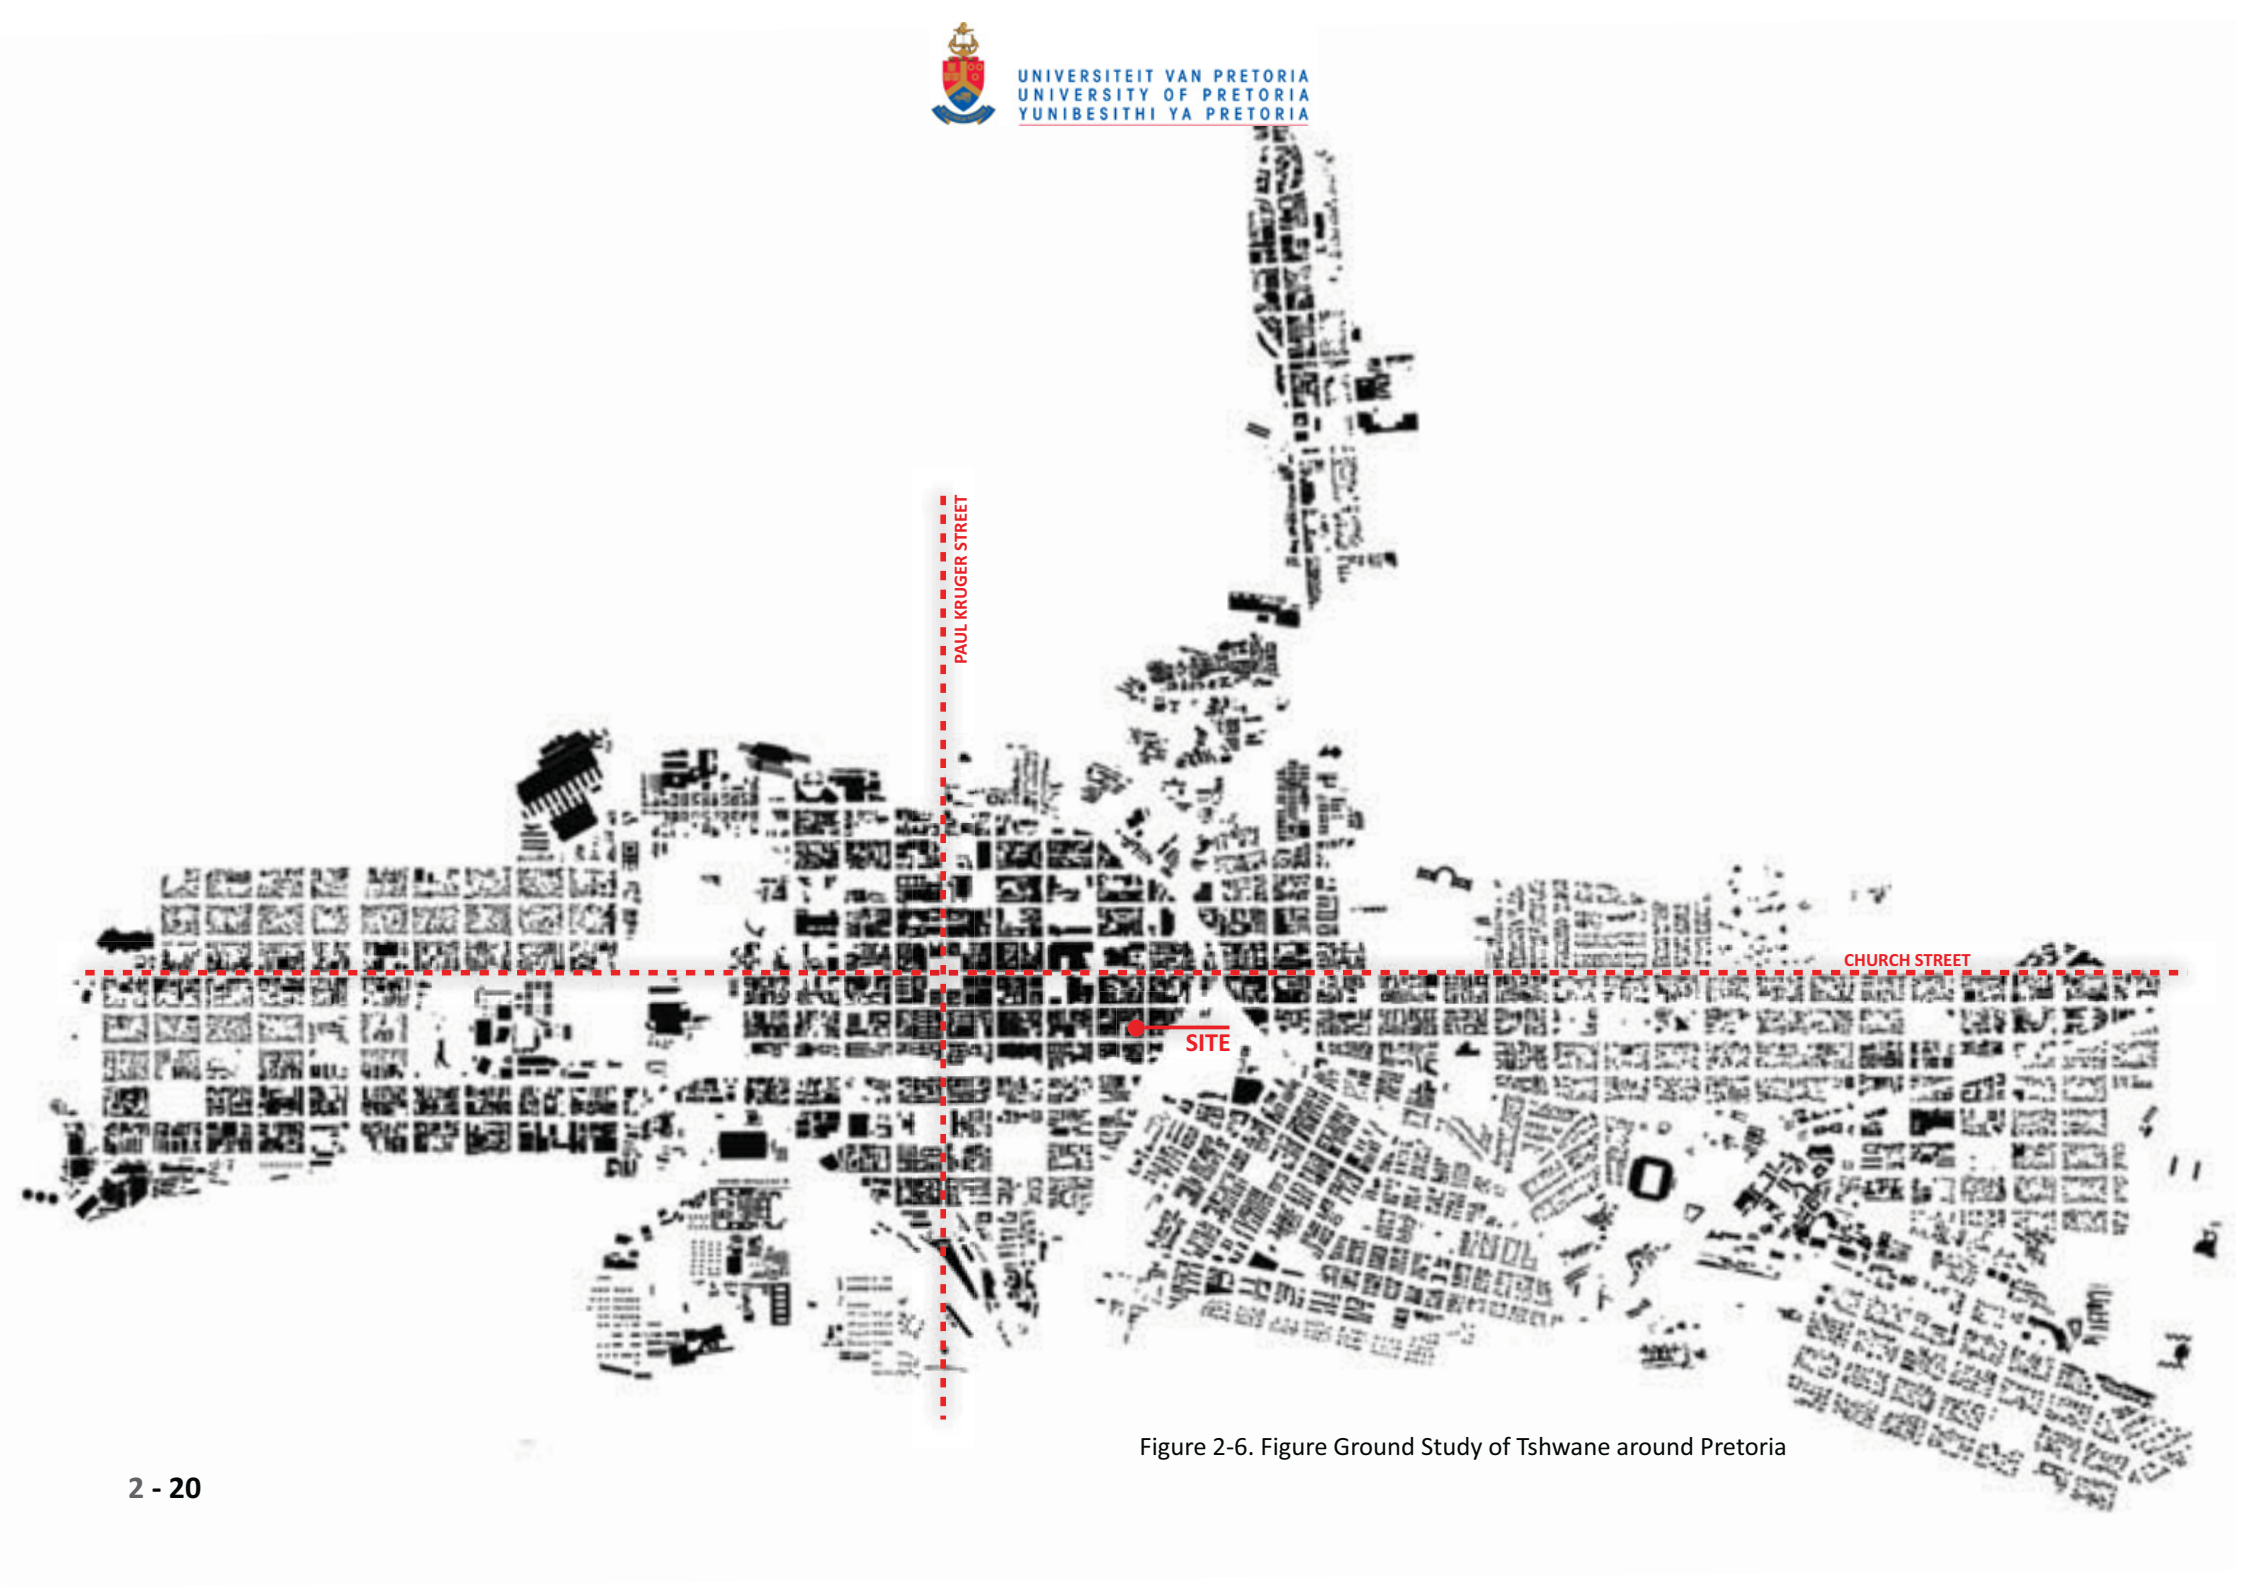 UNIVERSITEIT VAN PRETORIA
UNIVERSITY OF PRETORIA
YUNIBESITHI YA PRETORIA
PAUL KRUGER STREET
CHURCH STREET
SITE
Figure 2-6. Figure Ground Study of Tshwane around Pretoria
2 - 20